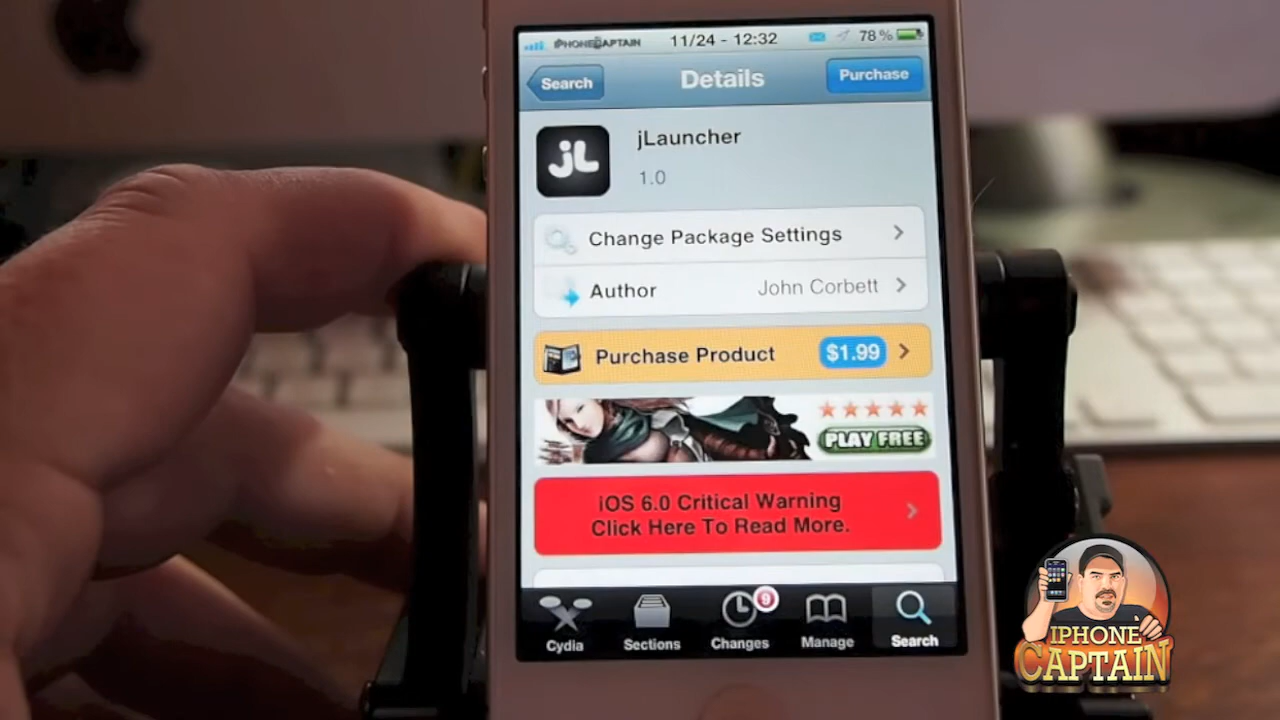 iPHONECAPTAIN 11/24 - 12:32 78%
Search Details Purchase
jL
jLauncher
1.0
Change Package Settings
Author John Corbett
Purchase Product $1.99
PLAY FREE
iOS 6.0 Critical Warning
Click Here To Read More.
9
Cydia Sections Changes Manage Search
IPHONE
CAPTAIN